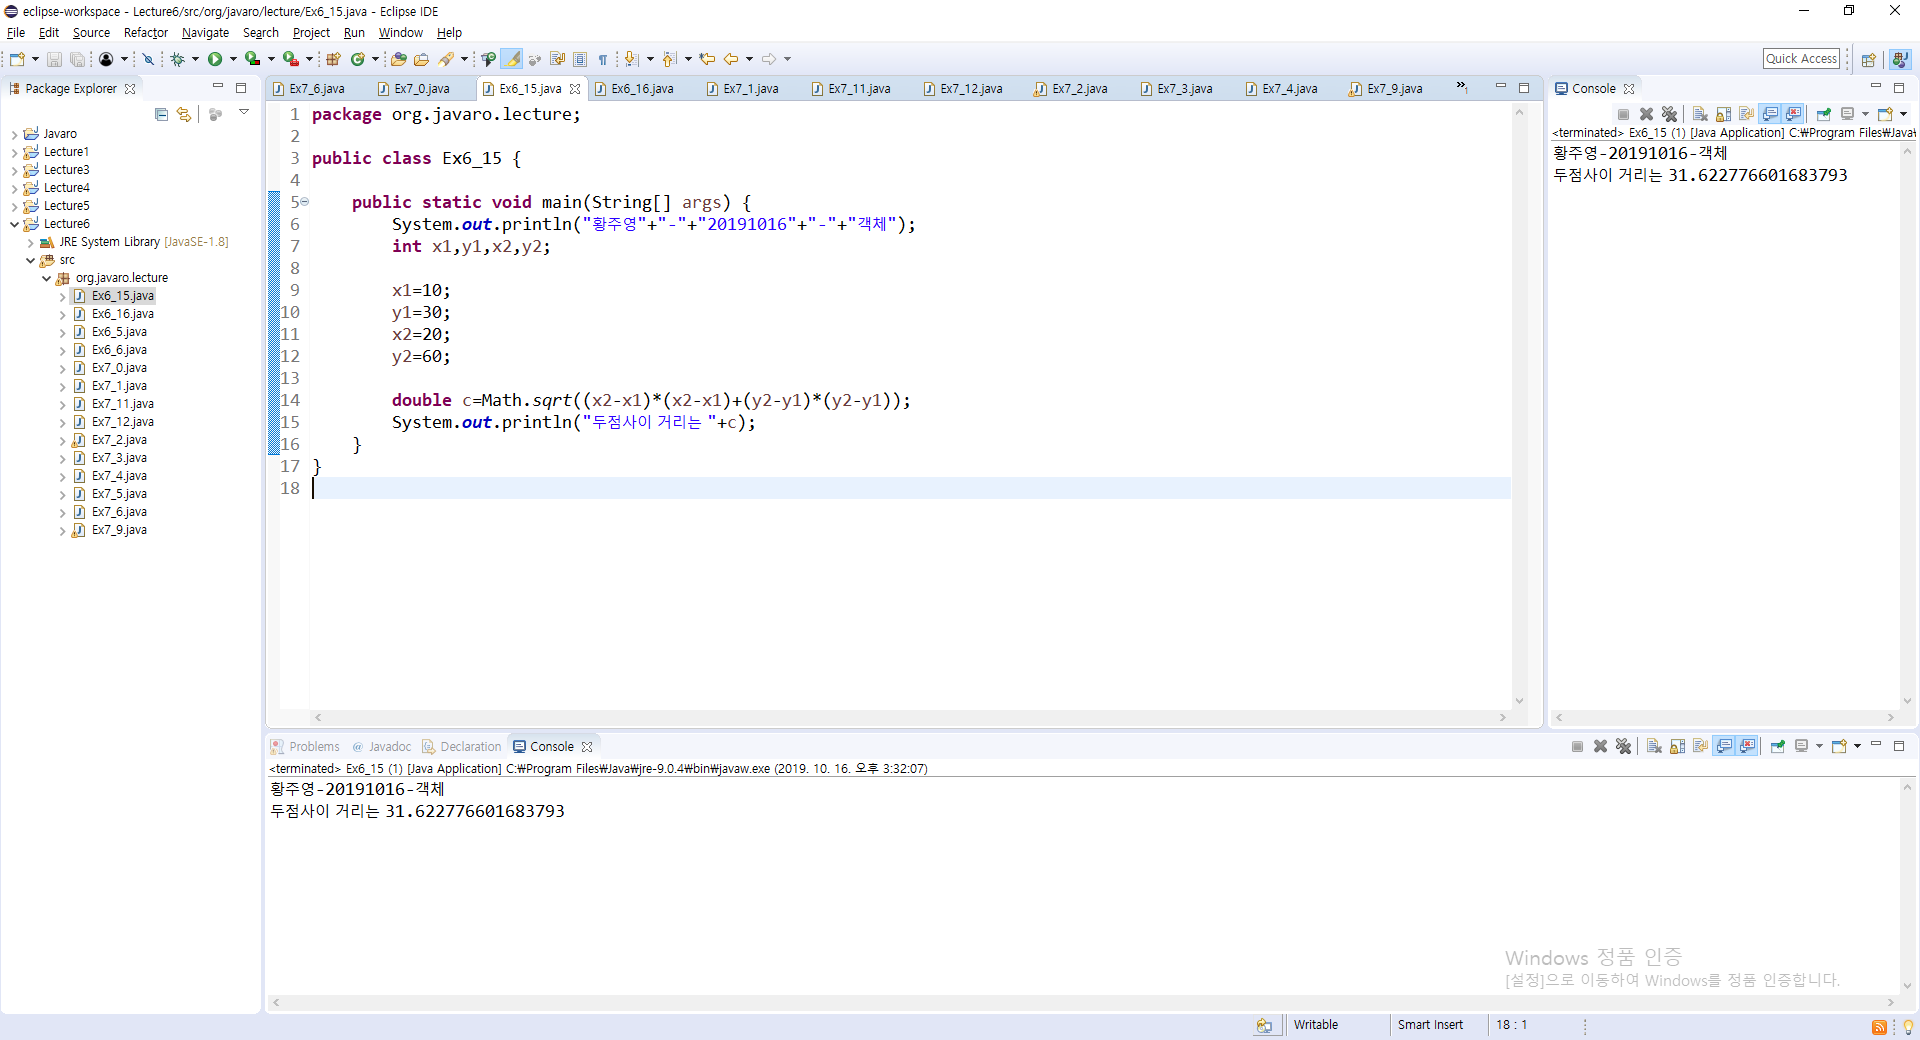 eclipse-workspace - Lecture6/src/org/javaro/lecture/Ex6_15.java - Eclipse IDE
File Edit Source Refactor Navigate Search Project Run Window Help
Quick Access
Package Explorer
Javaro
Lecture1
Lecture3
Lecture4
Lecture5
Lecture6
JRE System Library [JavaSE-1.8]
src
org.javaro.lecture
Ex6_15.java
Ex6_16.java
Ex6_5.java
Ex6_6.java
Ex7_0.java
Ex7_1.java
Ex7_11.java
Ex7_12.java
Ex7_2.java
Ex7_3.java
Ex7_4.java
Ex7_5.java
Ex7_6.java
Ex7_9.java
Ex7_6.java Ex7_0.java Ex6_15.java Ex6_16.java Ex7_1.java Ex7_11.java Ex7_12.java Ex7_2.java Ex7_3.java Ex7_4.java Ex7_9.java »1
1 package org.javaro.lecture;
2
3 public class Ex6_15 {
4
5 public static void main(String[] args) {
6 System.out.println("황주영"+"-"+"20191016"+"-"+"객체");
7 int x1,y1,x2,y2;
8
9 x1=10;
10 y1=30;
11 x2=20;
12 y2=60;
13
14 double c=Math.sqrt((x2-x1)*(x2-x1)+(y2-y1)*(y2-y1));
15 System.out.println("두점사이 거리는 "+c);
16 }
17 }
18
Console
<terminated> Ex6_15 (1) [Java Application] C:₩Program Files₩Java₩
황주영-20191016-객체
두점사이 거리는 31.622776601683793
Problems @ Javadoc Declaration Console
<terminated> Ex6_15 (1) [Java Application] C:₩Program Files₩Java₩jre-9.0.4₩bin₩javaw.exe (2019. 10. 16. 오후 3:32:07)
황주영-20191016-객체
두점사이 거리는 31.622776601683793
Windows 정품 인증
[설정]으로 이동하여 Windows를 정품 인증합니다.
Writable Smart Insert 18 : 1